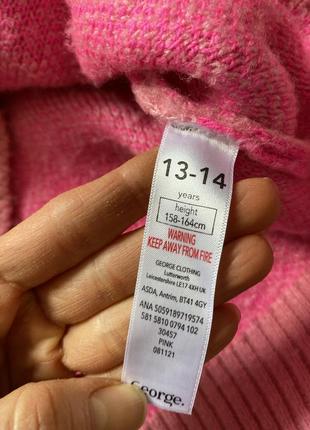 13-14
years
height
158-164cm
WARNING
KEEP AWAY FROM FIRE
GEORGE CLOTHING
Lutterworth
Leicestershire LE17 4XH UK
ASDA, Antrim, BT41 4GY
ANA 5059189719574
581 5810 0794 102
30457
PINK
081121
George.